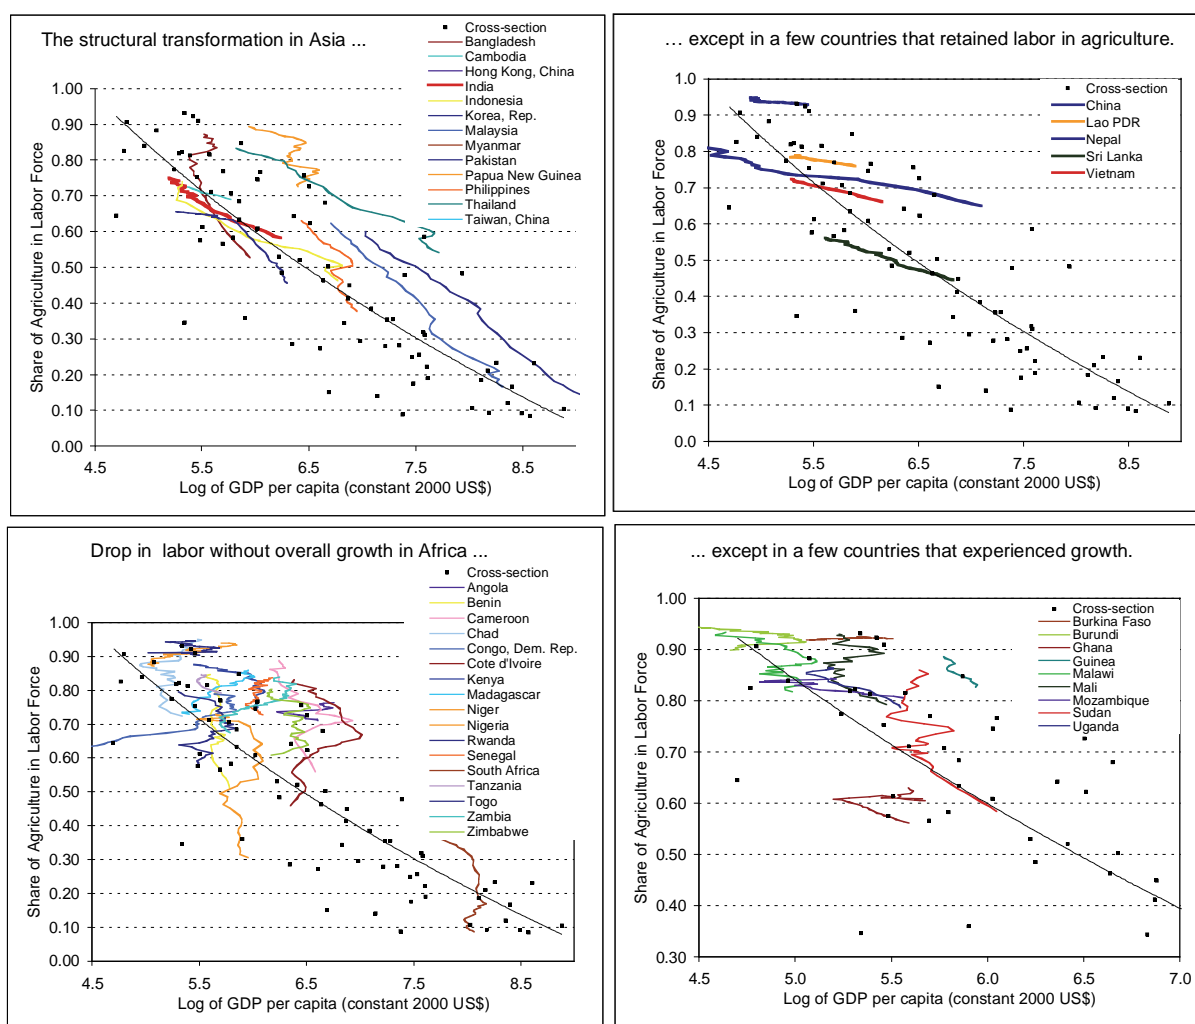 The structural transformation in Asia ...
Cross-section
Bangladesh
Cambodia
Hong Kong, China
India
Indonesia
Korea, Rep.
Malaysia
Myanmar
Pakistan
Papua New Guinea
Philippines
Thailand
Taiwan, China
Share of Agriculture in Labor Force
1.00
0.90
0.80
0.70
0.60
0.50
0.40
0.30
0.20
0.10
0.00
4.5 5.5 6.5 7.5 8.5
Log of GDP per capita (constant 2000 US$)
... except in a few countries that retained labor in agriculture.
Cross-section
China
Lao PDR
Nepal
Sri Lanka
Vietnam
Share of Agriculture in Labor Force
1.0
0.9
0.8
0.7
0.6
0.5
0.4
0.3
0.2
0.1
0.0
4.5 5.5 6.5 7.5 8.5
Log of GDP per capita (constant 2000 US$)
Drop in labor without overall growth in Africa ...
Cross-section
Angola
Benin
Cameroon
Chad
Congo, Dem. Rep.
Cote d'Ivoire
Kenya
Madagascar
Niger
Nigeria
Rwanda
Senegal
South Africa
Tanzania
Togo
Zambia
Zimbabwe
Share of Agriculture in Labor Force
1.00
0.90
0.80
0.70
0.60
0.50
0.40
0.30
0.20
0.10
0.00
4.5 5.5 6.5 7.5 8.5
Log of GDP per capita (constant 2000 US$)
... except in a few countries that experienced growth.
Cross-section
Burkina Faso
Burundi
Ghana
Guinea
Malawi
Mali
Mozambique
Sudan
Uganda
Share of Agriculture in Labor Force
1.00
0.90
0.80
0.70
0.60
0.50
0.40
0.30
4.5 5.0 5.5 6.0 6.5 7.0
Log of GDP per capita (constant 2000 US$)